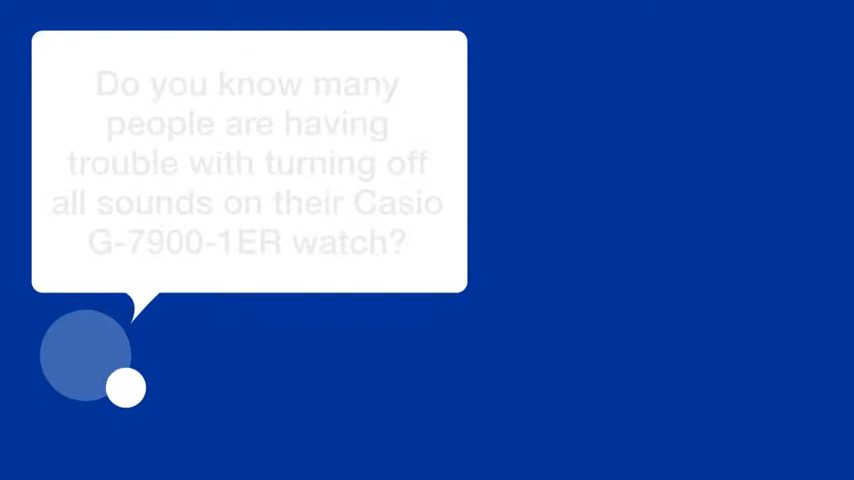 Do you know many
people are having
trouble with turning off
all sounds on their Casio
G-7900-1ER watch?